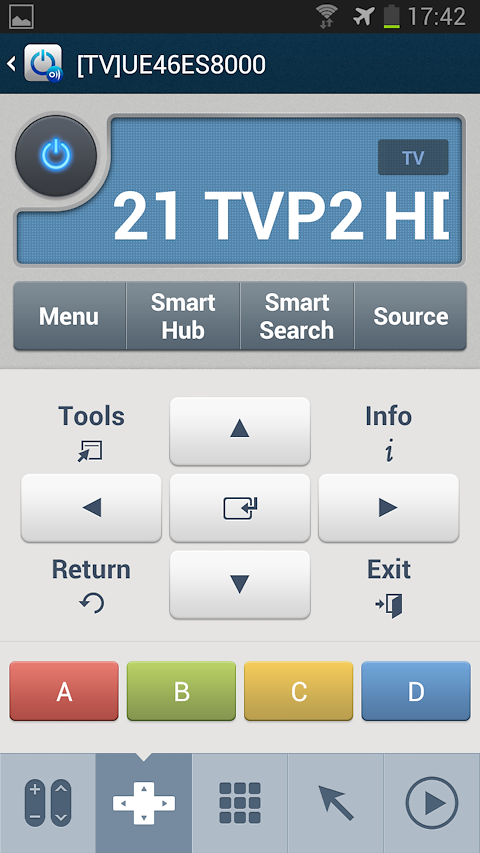 17:42
[TV]UE46ES8000
TV
21 TVP2 HD
Menu
Smart Hub
Smart Search
Source
Tools
Info
i
Return
Exit
A
B
C
D